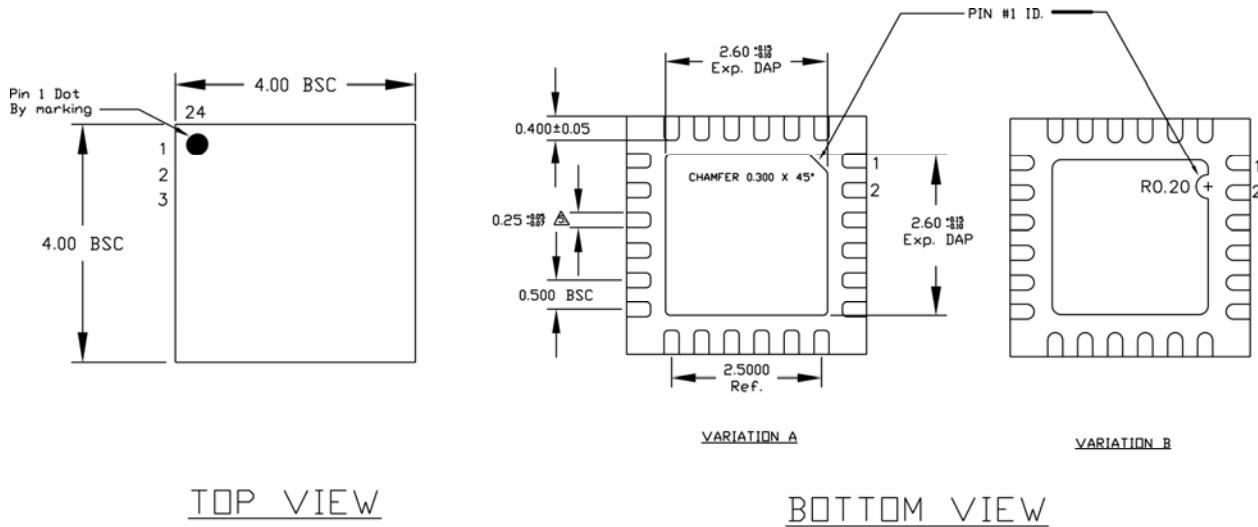 PIN #1 ID.
4.00 BSC
Pin 1 Dot
By marking
24
1
2
3
4.00 BSC
TOP VIEW
2.60
Exp. DAP
0.400±0.05
CHAMFER 0.300 X 45°
1
2
0.25
2.60
Exp. DAP
0.500 BSC
2.5000
Ref.
VARIATION A
R0.20
1
2
VARIATION B
BOTTOM VIEW